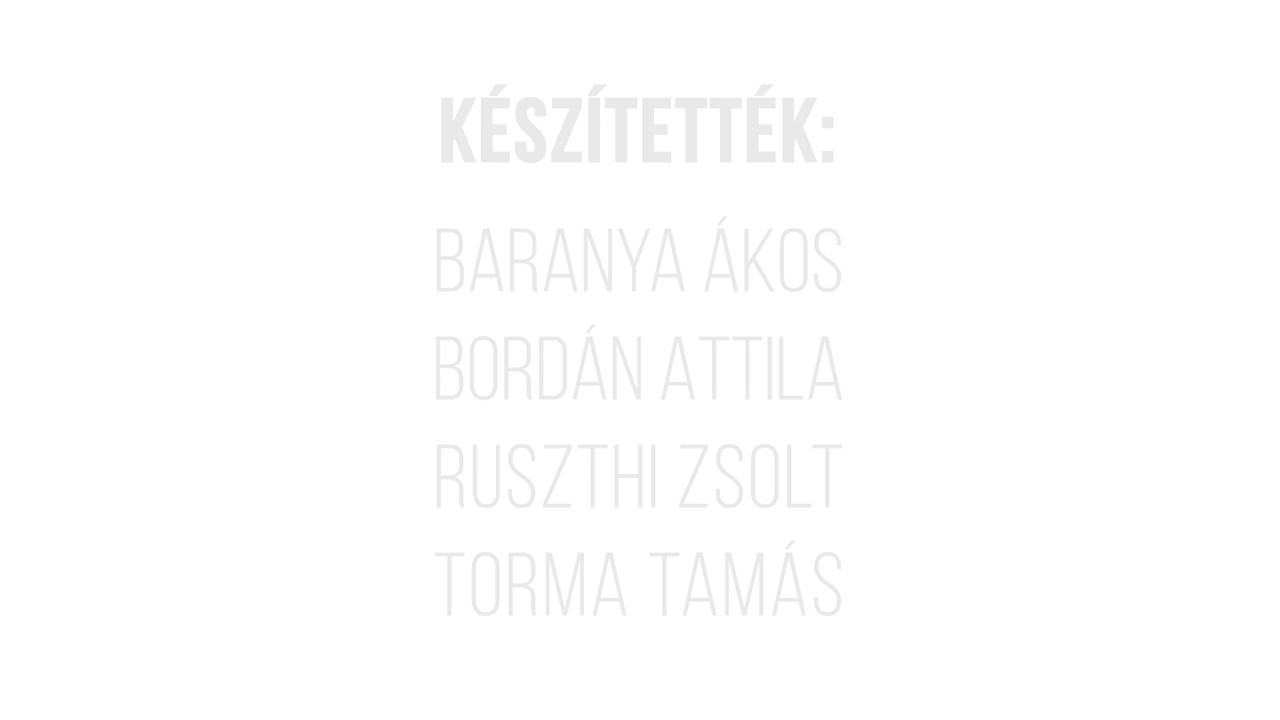 KÉSZÍTETTÉK:
BARANYA ÁKOS
BORDÁN ATTILA
RUSZTHI ZSOLT
TORMA TAMÁS